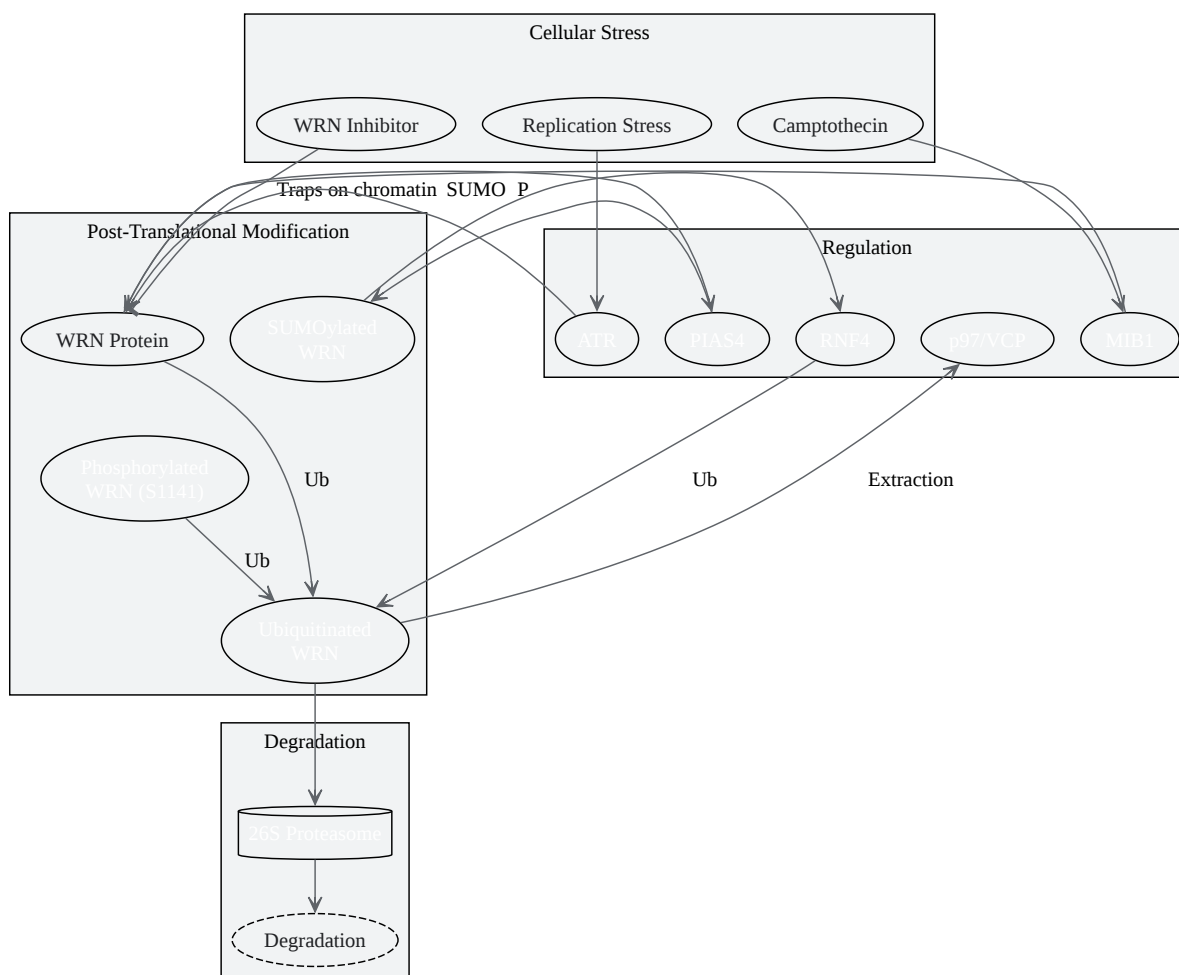 Cellular Stress
WRN Inhibitor
Replication Stress
Camptothecin
Traps on chromatin
SUMO
P
Post-Translational Modification
Regulation
WRN Protein
SUMOylated
WRN
ATR
PIAS4
RNF4
p97/VCP
MIB1
Phosphorylated
WRN (S1141)
Ub
Ub
Extraction
Ub
Ubiquitinated
WRN
Degradation
26S Proteasome
Degradation